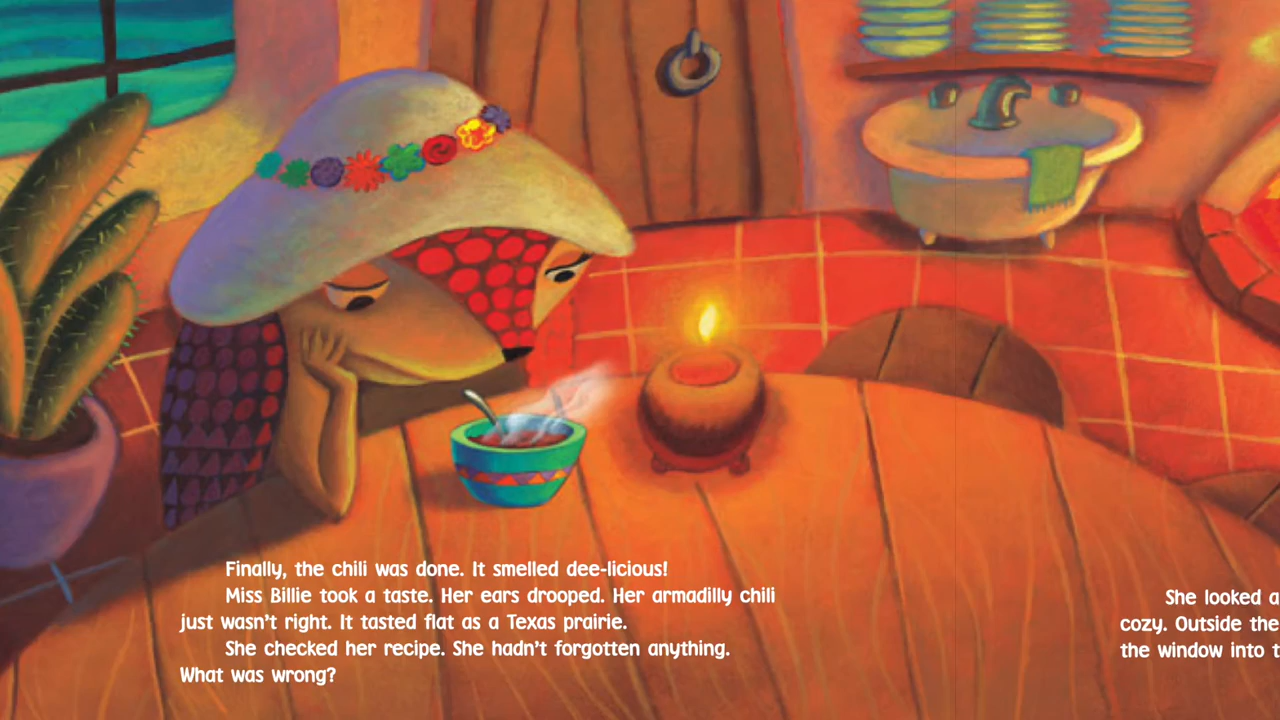 Finally, the chili was done. It smelled dee-licious!
Miss Billie took a taste. Her ears drooped. Her armadilly chili
just wasn't right. It tasted flat as a Texas prairie.
She checked her recipe. She hadn't forgotten anything.
What was wrong?
She looked a
cozy. Outside the
the window into t